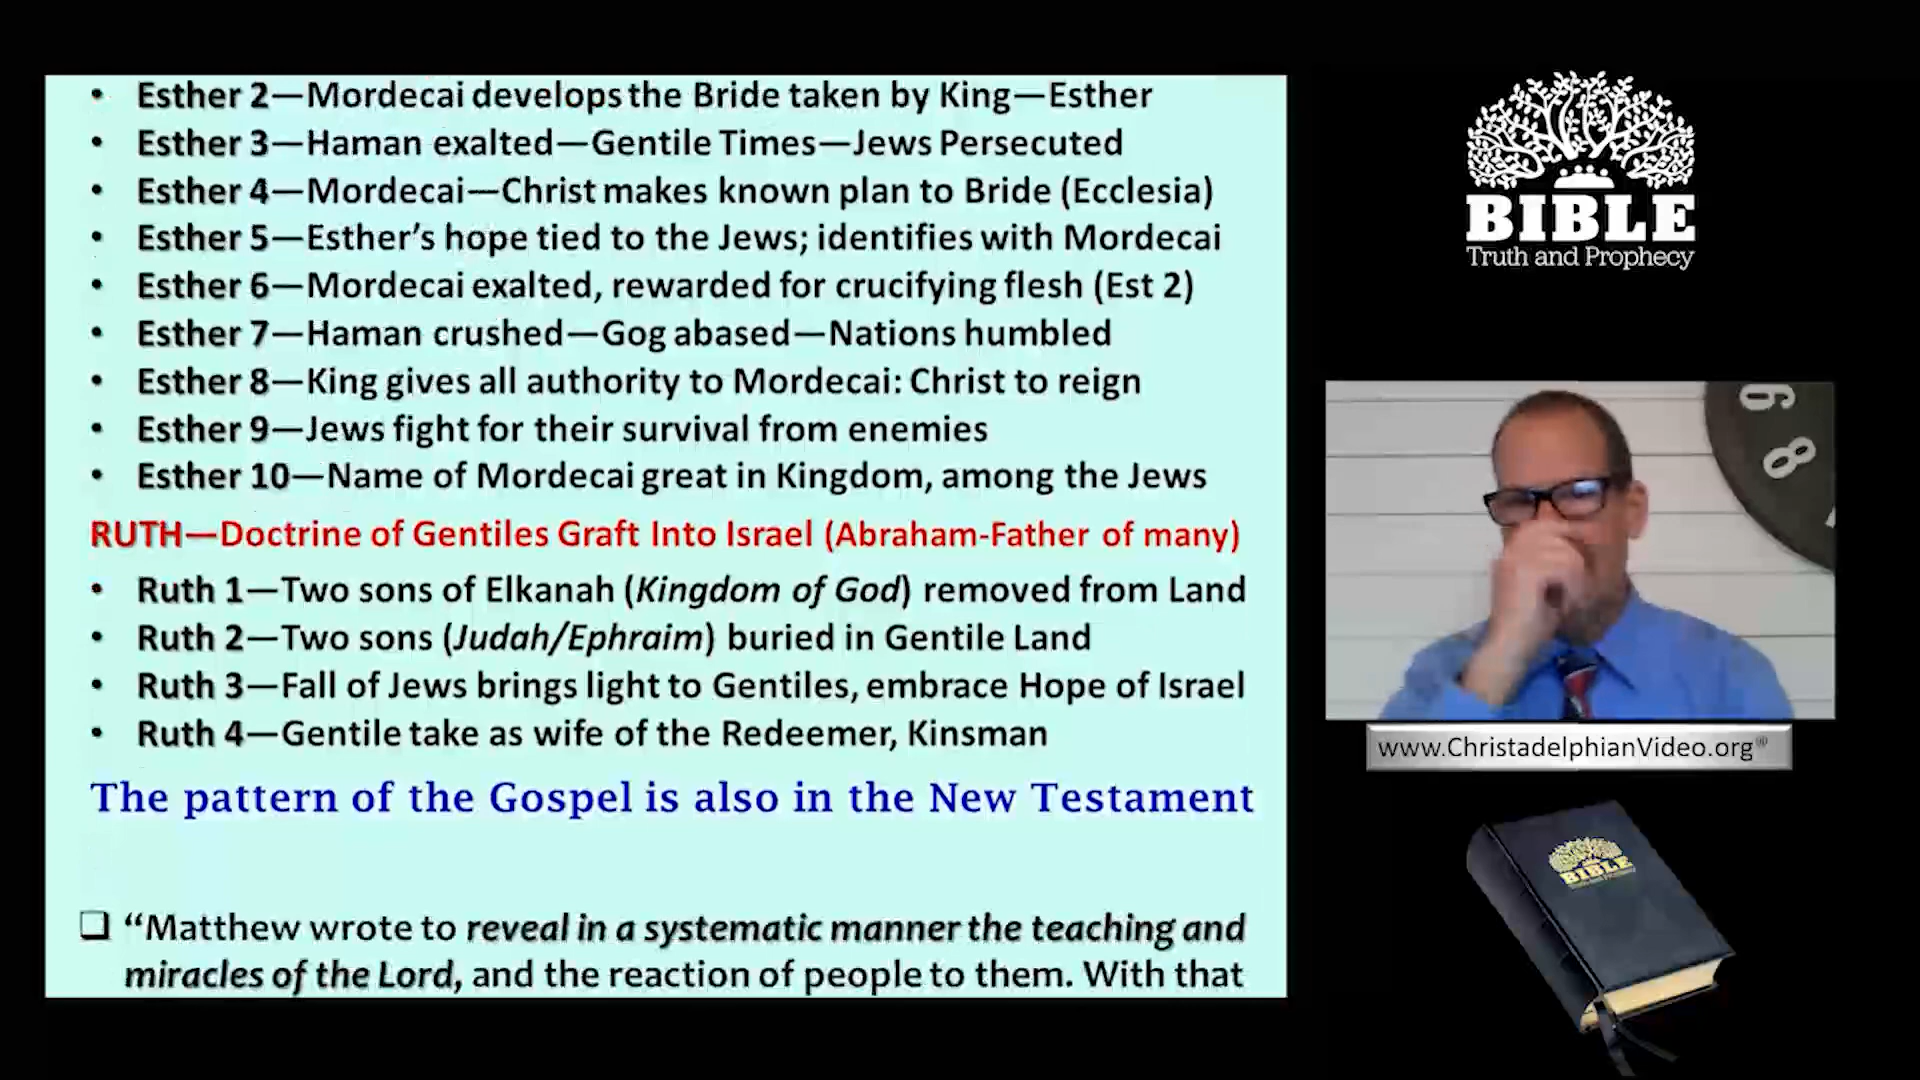 • Esther 2—Mordecai develops the Bride taken by King—Esther
• Esther 3—Haman exalted—Gentile Times—Jews Persecuted
• Esther 4—Mordecai—Christ makes known plan to Bride (Ecclesia)
• Esther 5—Esther’s hope tied to the Jews; identifies with Mordecai
• Esther 6—Mordecai exalted, rewarded for crucifying flesh (Est 2)
• Esther 7—Haman crushed—Gog abased—Nations humbled
• Esther 8—King gives all authority to Mordecai: Christ to reign
• Esther 9—Jews fight for their survival from enemies
• Esther 10—Name of Mordecai great in Kingdom, among the Jews
RUTH—Doctrine of Gentiles Graft Into Israel (Abraham-Father of many)
• Ruth 1—Two sons of Elkanah (Kingdom of God) removed from Land
• Ruth 2—Two sons (Judah/Ephraim) buried in Gentile Land
• Ruth 3—Fall of Jews brings light to Gentiles, embrace Hope of Israel
• Ruth 4—Gentile take as wife of the Redeemer, Kinsman
The pattern of the Gospel is also in the New Testament
❑ “Matthew wrote to reveal in a systematic manner the teaching and
miracles of the Lord, and the reaction of people to them. With that
BIBLE
Truth and Prophecy
6
8
www.ChristadelphianVideo.org®
BIBLE